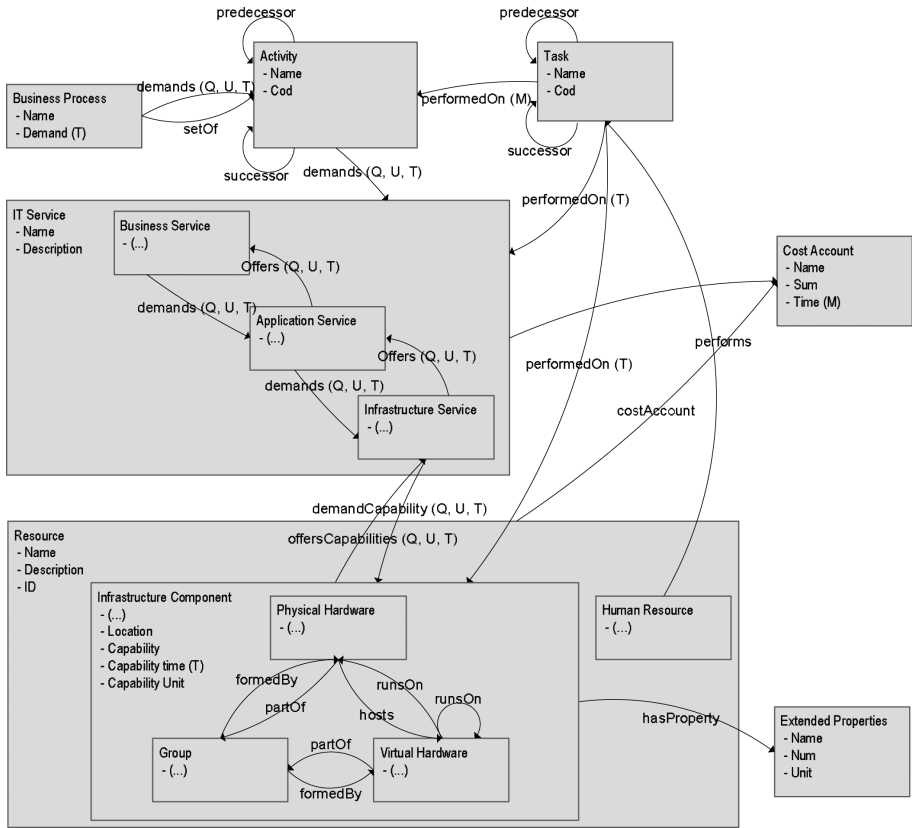 predecessor
predecessor
Activity
- Name
- Cod
Task
- Name
- Cod
Business Process
- Name
- Demand (T)
demands (Q, U, T)
setOf
performedOn (M)
successor
successor
demands (Q, U, T)
performedOn (T)
IT Service
- Name
- Description
Business Service
- (...)
Offers (Q, U, T)
demands (Q, U, T)
Application Service
- (...)
Offers (Q, U, T)
demands (Q, U, T)
Infrastructure Service
- (...)
Cost Account
- Name
- Sum
- Time (M)
performs
performedOn (T)
costAccount
demandCapability (Q, U, T)
offersCapabilities (Q, U, T)
Resource
- Name
- Description
- ID
Infrastructure Component
- (...)
- Location
- Capability
- Capability time (T)
- Capability Unit
Physical Hardware
- (...)
Human Resource
- (...)
formedBy
partOf
runsOn
hosts
runsOn
hasProperty
Group
- (...)
partOf
formedBy
Virtual Hardware
- (...)
Extended Properties
- Name
- Num
- Unit